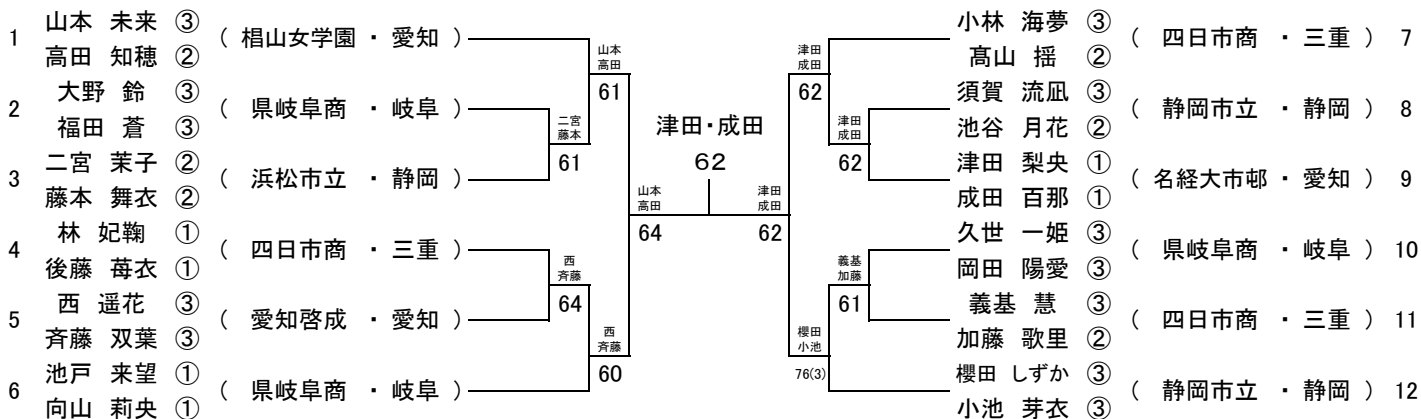 1 山本 未来 ③ 高田 知穂 ② ( 椙山女学園 ・ 愛知 )
2 大野 鈴 ③ 福田 蒼 ③ ( 県岐阜商 ・ 岐阜 )
3 二宮 茉子 ② 藤本 舞衣 ② ( 浜松市立 ・ 静岡 )
4 林 妃鞠 ① 後藤 苺衣 ① ( 四日市商 ・ 三重 )
5 西 遥花 ③ 斉藤 双葉 ③ ( 愛知啓成 ・ 愛知 )
6 池戸 来望 ① 向山 莉央 ① ( 県岐阜商 ・ 岐阜 )
山本
高田
61
二宮
藤本
61
山本
高田
64
西
斉藤
64
西
斉藤
60
津田・成田
62
津田
成田
62
津田
成田
62
津田
成田
62
義基
加藤
61
櫻田
小池
76(3)
小林 海夢 ③ 髙山 揺 ② ( 四日市商 ・ 三重 ) 7
須賀 流凪 ③ 池谷 月花 ② ( 静岡市立 ・ 静岡 ) 8
津田 梨央 ① 成田 百那 ① ( 名経大市邨 ・ 愛知 ) 9
久世 一姫 ③ 岡田 陽愛 ③ ( 県岐阜商 ・ 岐阜 ) 10
義基 慧 ③ 加藤 歌里 ② ( 四日市商 ・ 三重 ) 11
櫻田 しずか ③ 小池 芽衣 ③ ( 静岡市立 ・ 静岡 ) 12